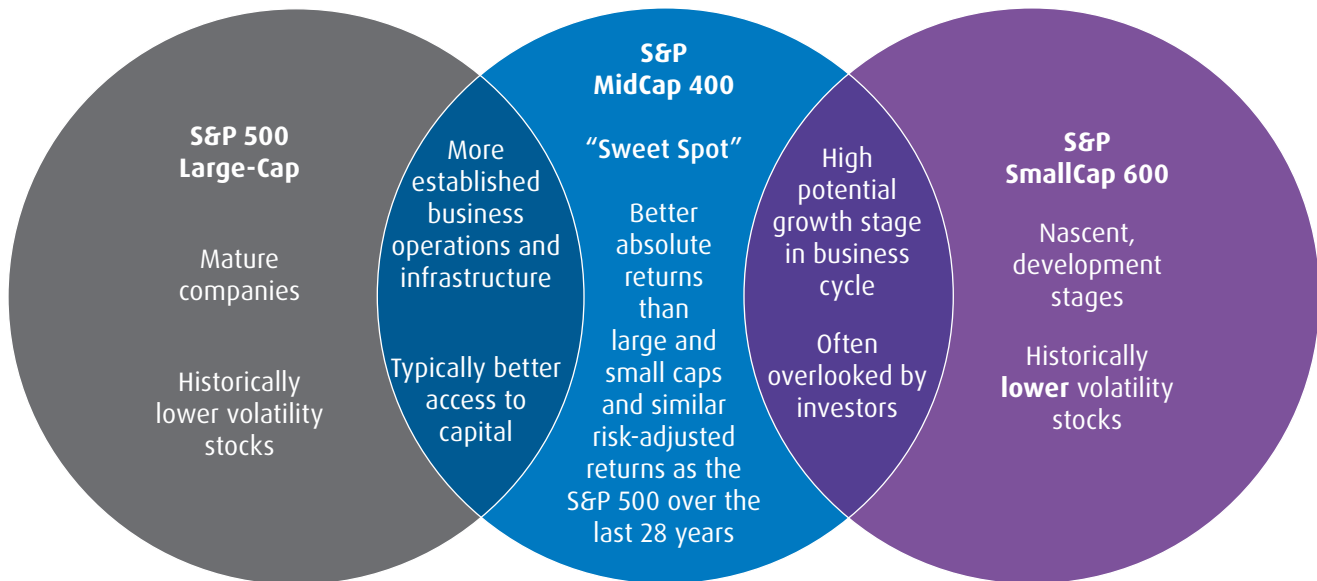 S&P 500
Large-Cap
Mature
companies
Historically
lower volatility
stocks
More
established
business
operations and
infrastructure
Typically better
access to
capital
S&P
MidCap 400
“Sweet Spot”
Better
absolute
returns
than
large and
small caps
and similar
risk-adjusted
returns as the
S&P 500 over the
last 28 years
High
potential
growth stage
in business
cycle
Often
overlooked by
investors
S&P
SmallCap 600
Nascent,
development
stages
Historically
lower volatility
stocks